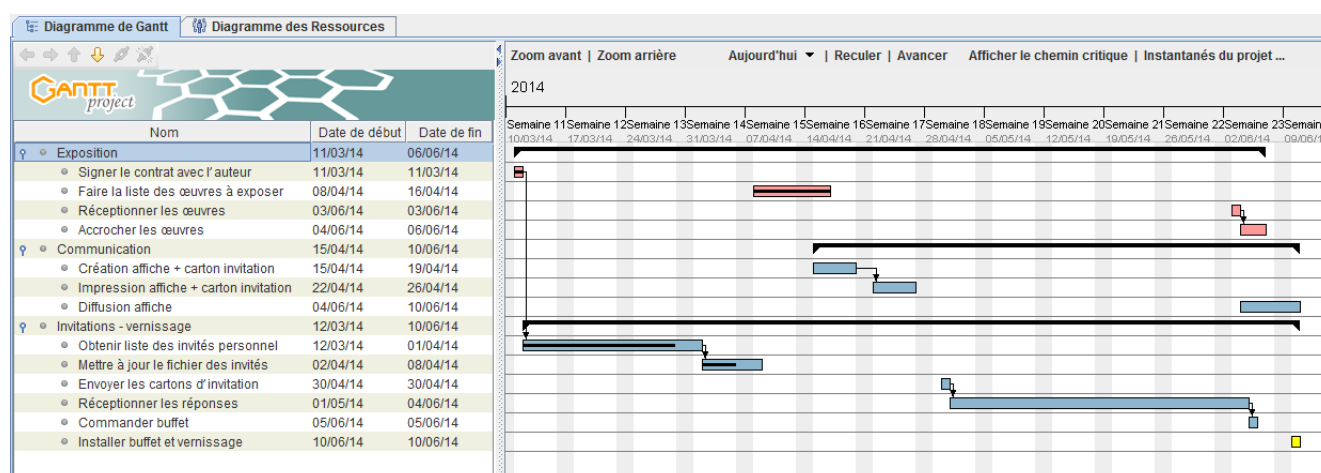 Diagramme de Gantt Diagramme des Ressources
Zoom avant | Zoom arrière Aujourd'hui | Reculer | Avancer Afficher le chemin critique | Instantanés du projet ...
GANTT project
2014
Nom Date de début Date de fin
Semaine 11 Semaine 12 Semaine 13 Semaine 14 Semaine 15 Semaine 16 Semaine 17 Semaine 18 Semaine 19 Semaine 20 Semaine 21 Semaine 22 Semaine 23 Semain
10/03/14 17/03/14 24/03/14 31/03/14 07/04/14 14/04/14 21/04/14 28/04/14 05/05/14 12/05/14 19/05/14 26/05/14 02/06/14 09/06/1
Exposition 11/03/14 06/06/14
Signer le contrat avec l'auteur 11/03/14 11/03/14
Faire la liste des œuvres à exposer 08/04/14 16/04/14
Réceptionner les œuvres 03/06/14 03/06/14
Accrocher les œuvres 04/06/14 06/06/14
Communication 15/04/14 10/06/14
Création affiche + carton invitation 15/04/14 19/04/14
Impression affiche + carton invitation 22/04/14 26/04/14
Diffusion affiche 04/06/14 10/06/14
Invitations - vernissage 12/03/14 10/06/14
Obtenir liste des invités personnel 12/03/14 01/04/14
Mettre à jour le fichier des invités 02/04/14 08/04/14
Envoyer les cartons d'invitation 30/04/14 30/04/14
Réceptionner les réponses 01/05/14 04/06/14
Commander buffet 05/06/14 05/06/14
Installer buffet et vernissage 10/06/14 10/06/14